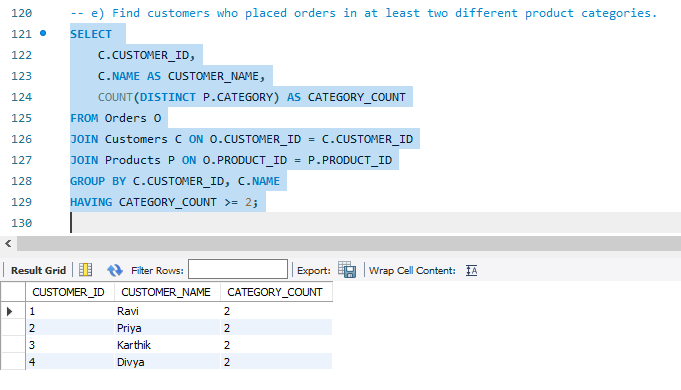 120 -- e) Find customers who placed orders in at least two different product categories.
121 SELECT
122 C.CUSTOMER_ID,
123 C.NAME AS CUSTOMER_NAME,
124 COUNT(DISTINCT P.CATEGORY) AS CATEGORY_COUNT
125 FROM Orders O
126 JOIN Customers C ON O.CUSTOMER_ID = C.CUSTOMER_ID
127 JOIN Products P ON O.PRODUCT_ID = P.PRODUCT_ID
128 GROUP BY C.CUSTOMER_ID, C.NAME
129 HAVING CATEGORY_COUNT >= 2;
130
Result Grid Filter Rows: Export: Wrap Cell Content: IA
CUSTOMER_ID CUSTOMER_NAME CATEGORY_COUNT
1 Ravi 2
2 Priya 2
3 Karthik 2
4 Divya 2